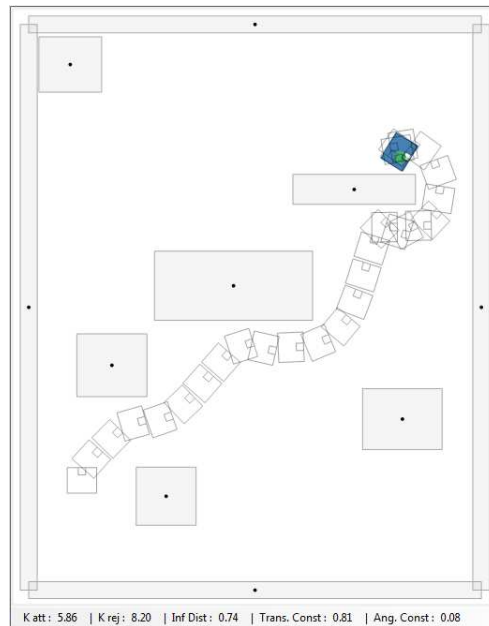 K att : 5.86 | K rej : 8.20 | Inf Dist : 0.74 | Trans. Const : 0.81 | Ang. Const : 0.08